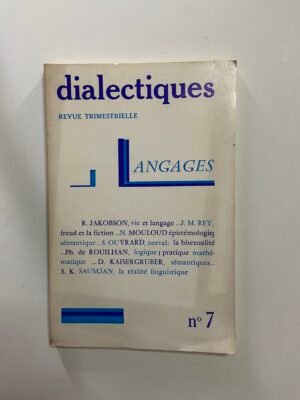 dialectiques
REVUE TRIMESTRIELLE
LANGAGES
R. JAKOBSON, vie et langage ..J. M. REY,
freud et la fiction ..N. MOULOUD épistémologie,
sémantique ..S. OUVRARD, nerval: la bisexualité
..Ph. de ROUILHAN, logique : pratique mathé-
matique ...D. KAISERGRUBER, sémantiques...
S. K. SAUMJAN, la réalité linguistique
n° 7